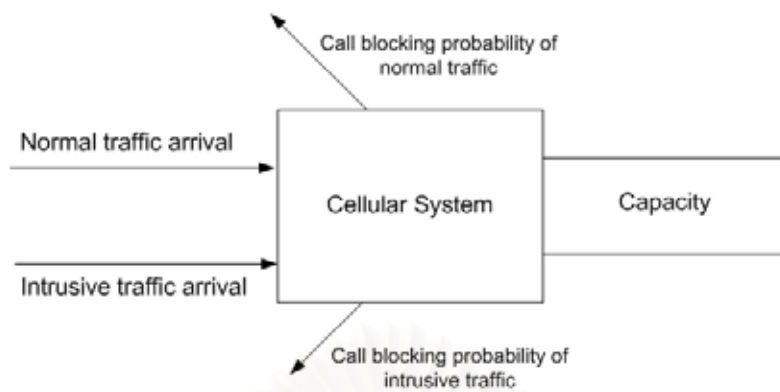 Call blocking probability of
normal traffic
Normal traffic arrival
Cellular System
Capacity
Intrusive traffic arrival
Call blocking probability of
intrusive traffic